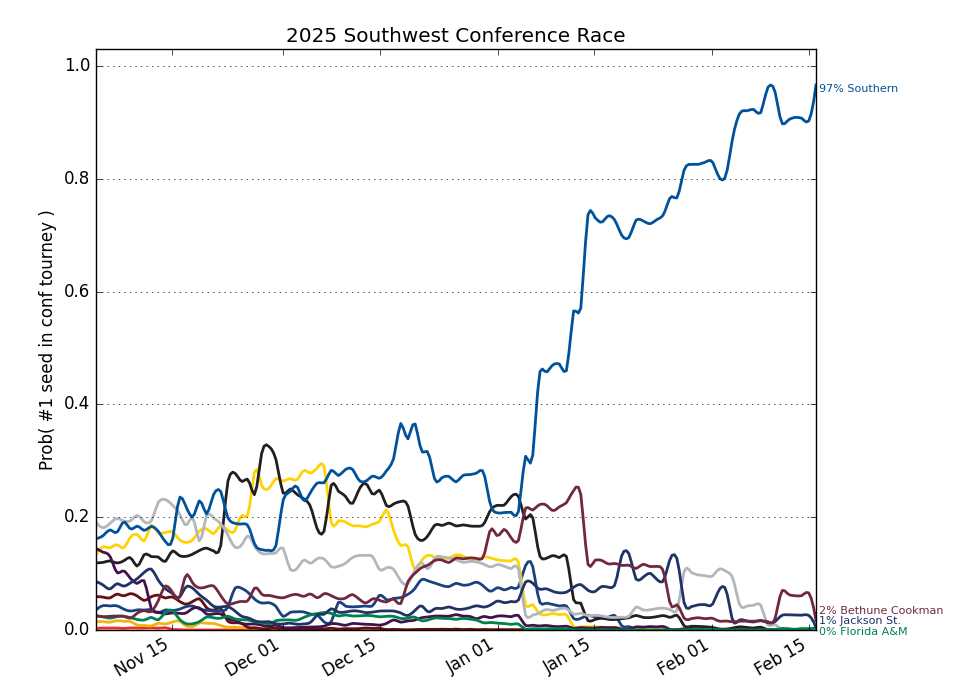 2025 Southwest Conference Race
Prob( #1 seed in conf tourney )
1.0
0.8
0.6
0.4
0.2
0.0
97% Southern
2% Bethune Cookman
1% Jackson St.
0% Florida A&M
Nov 15
Dec 01
Dec 15
Jan 01
Jan 15
Feb 01
Feb 15